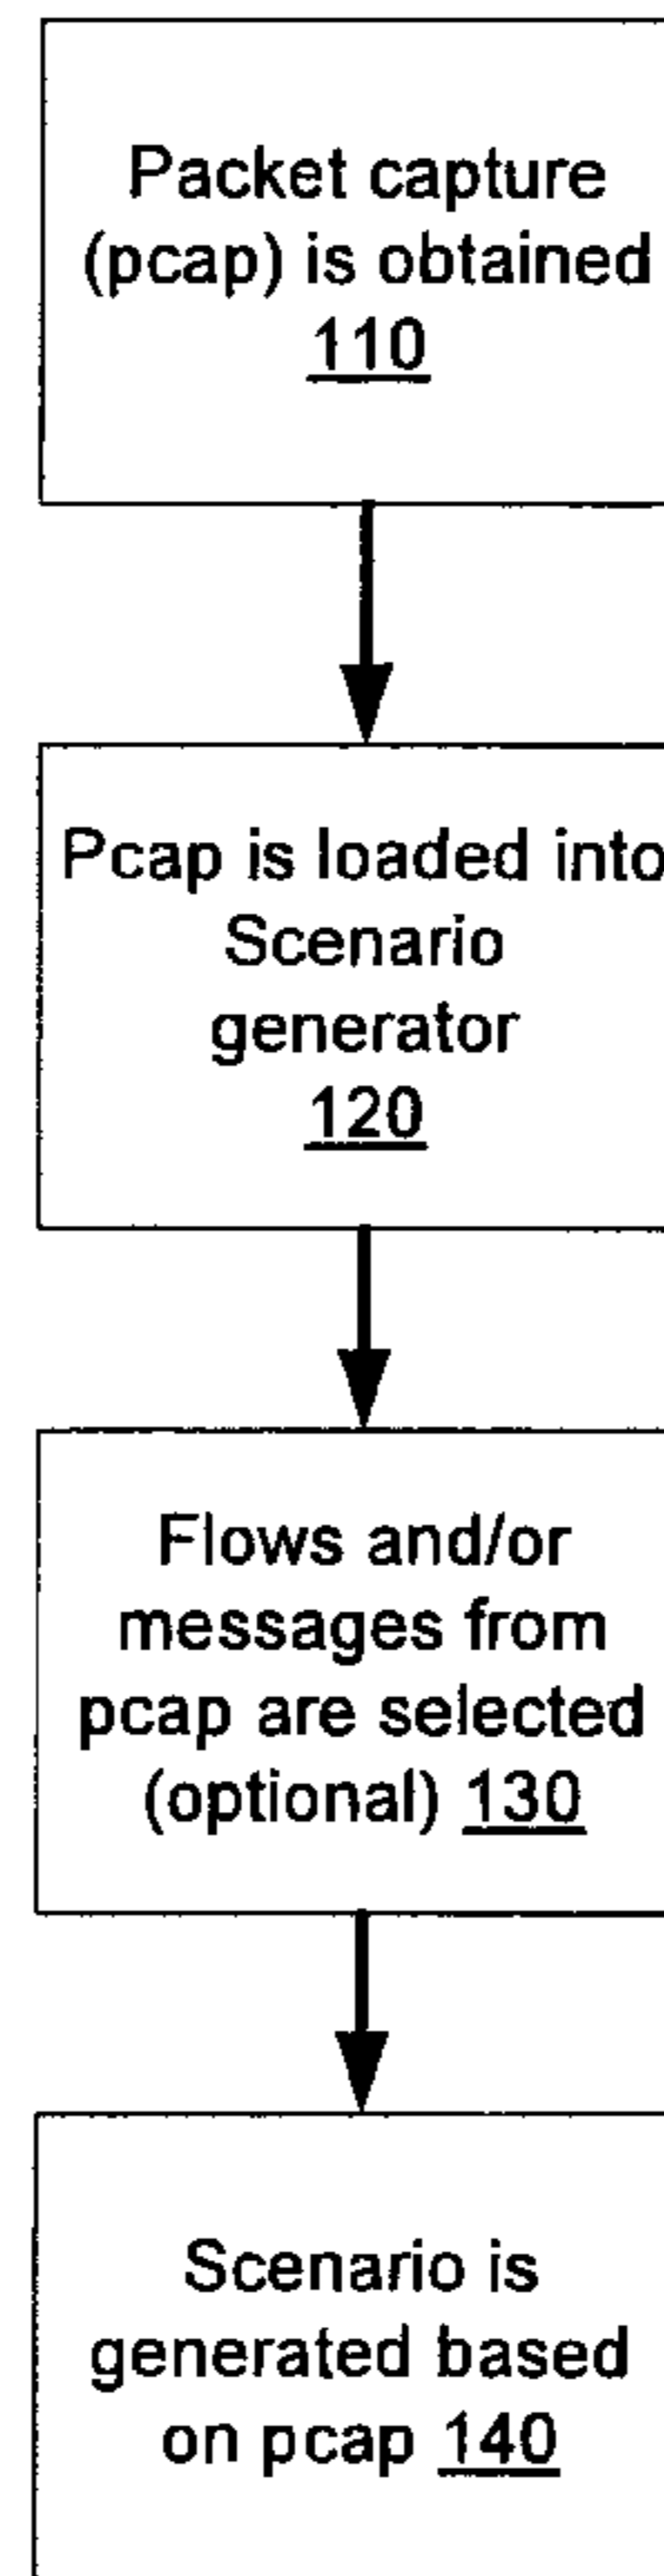 Packet capture
(pcap) is obtained
110
Pcap is loaded into
Scenario
generator
120
Flows and/or
messages from
pcap are selected
(optional) 130
Scenario is
generated based
on pcap 140